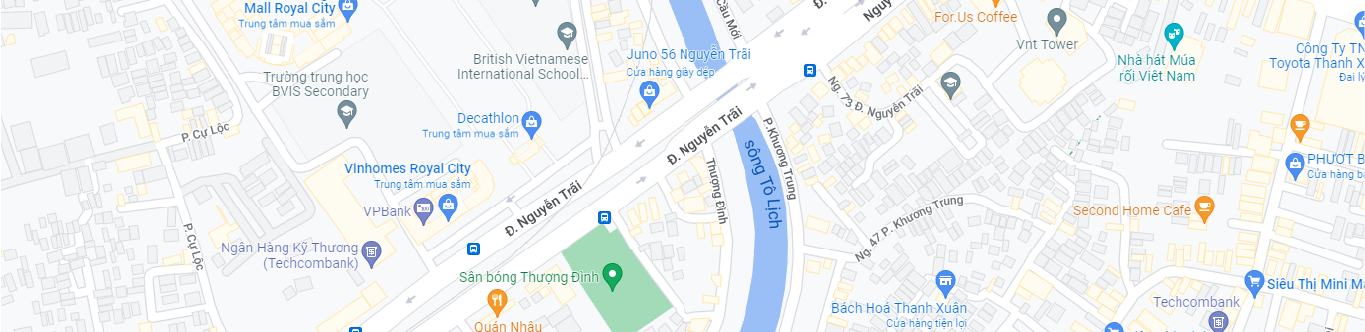 Mall Royal City
Trung tâm mua sắm
Cầu Mới
Nguyễn
For.Us Coffee
Vnt Tower
Nhà hát Múa
rối Việt Nam
Công Ty TN
Toyota Thanh X
Đại lý
British Vietnamese
International School...
Juno 56 Nguyễn Trãi
Cửa hàng giày dép
Trường trung học
BVIS Secondary
Decathlon
Trung tâm mua sắm
P. Cự Lộc
Đ. Nguyễn Trãi
Ng. 73 Đ. Nguyễn Trãi
P. Khương Trung
sông Tô Lịch
Thượng Đình
PHƯỢT B
Cửa hàng bá
Vinhomes Royal City
Trung tâm mua sắm
VPBank
Đ. Nguyễn Trãi
Second Home Cafe
Ng. 47 P. Khương Trung
P. Cự Lộc
Ngân Hàng Kỹ Thương
(Techcombank)
Sân bóng Thượng Đình
Quán Nhậu
Bách Hoá Thanh Xuân
Cửa hàng tiện lợi
Siêu Thị Mini M
Techcombank